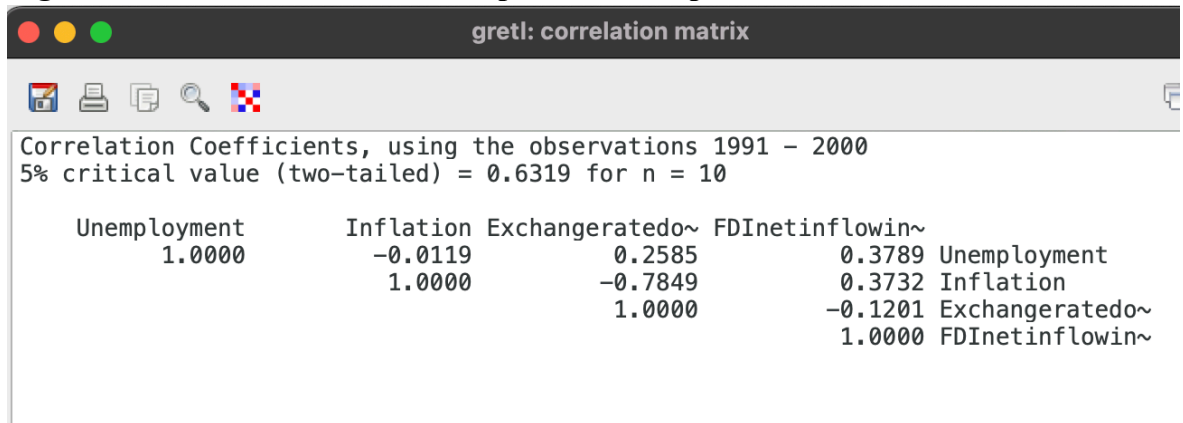 gretl: correlation matrix
Correlation Coefficients, using the observations 1991 – 2000
5% critical value (two-tailed) = 0.6319 for n = 10
Unemployment Inflation Exchangeratedo~ FDInetinflowin~
1.0000 -0.0119 0.2585 0.3789 Unemployment
1.0000 -0.7849 0.3732 Inflation
1.0000 -0.1201 Exchangeratedo~
1.0000 FDInetinflowin~